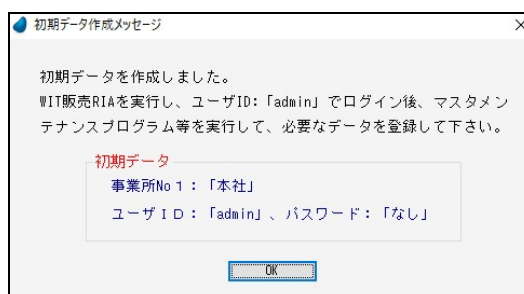 初期データ作成メッセージ
初期データを作成しました。
WIT販売RIAを実行し、ユーザID:「admin」でログイン後、マスタメン
テナンスプログラム等を実行して、必要なデータを登録して下さい。
初期データ
事業所No1:「本社」
ユーザID:「admin」、パスワード:「なし」
OK